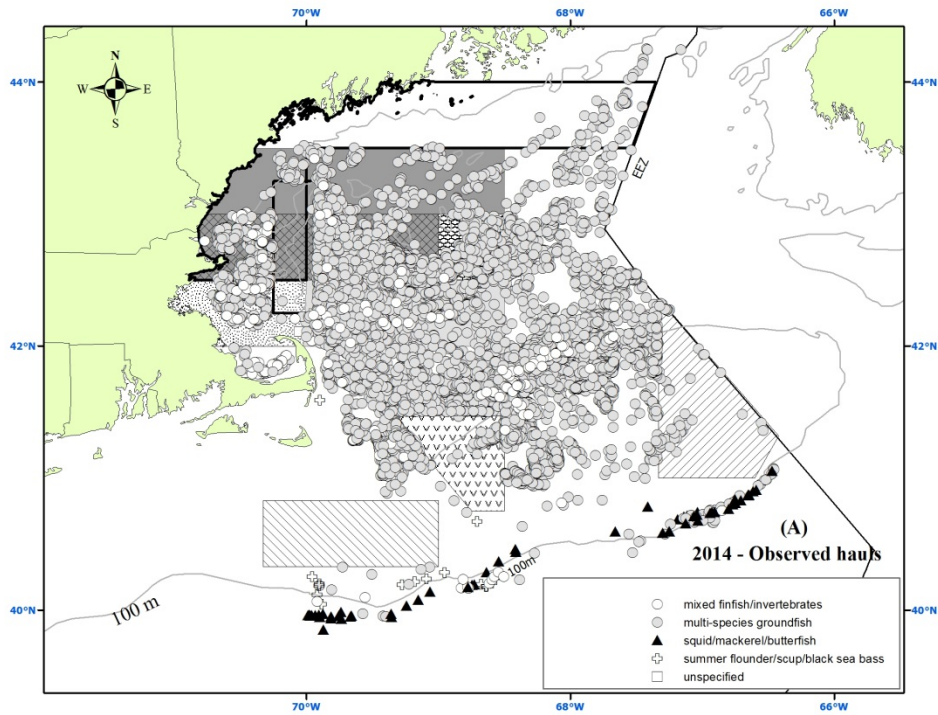 70°W 68°W 66°W
N
W E
S
44°N 44°N
EEZ
42°N 42°N
(A)
2014 - Observed hauls
100m
100 m
40°N 40°N
mixed finfish/invertebrates
multi-species groundfish
squid/mackerel/butterfish
summer flounder/scup/black sea bass
unspecified
70°W 68°W 66°W